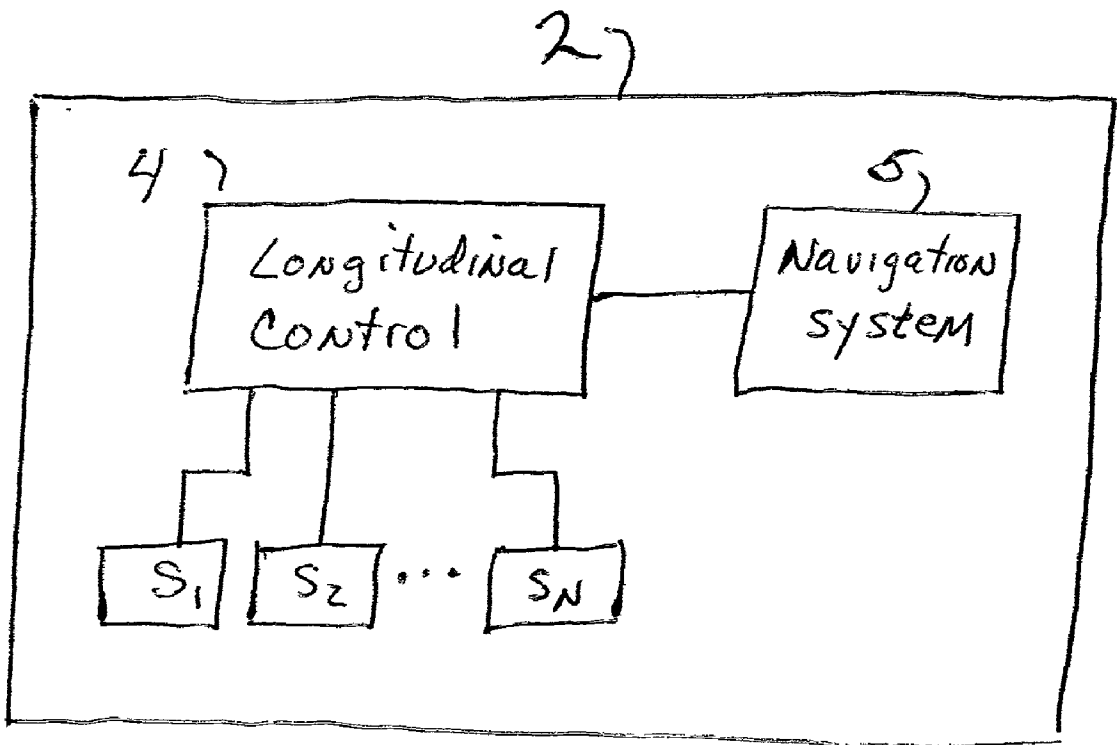 2
4
5
Longitudinal
Control
Navigation
system
S1 S2 ... SN